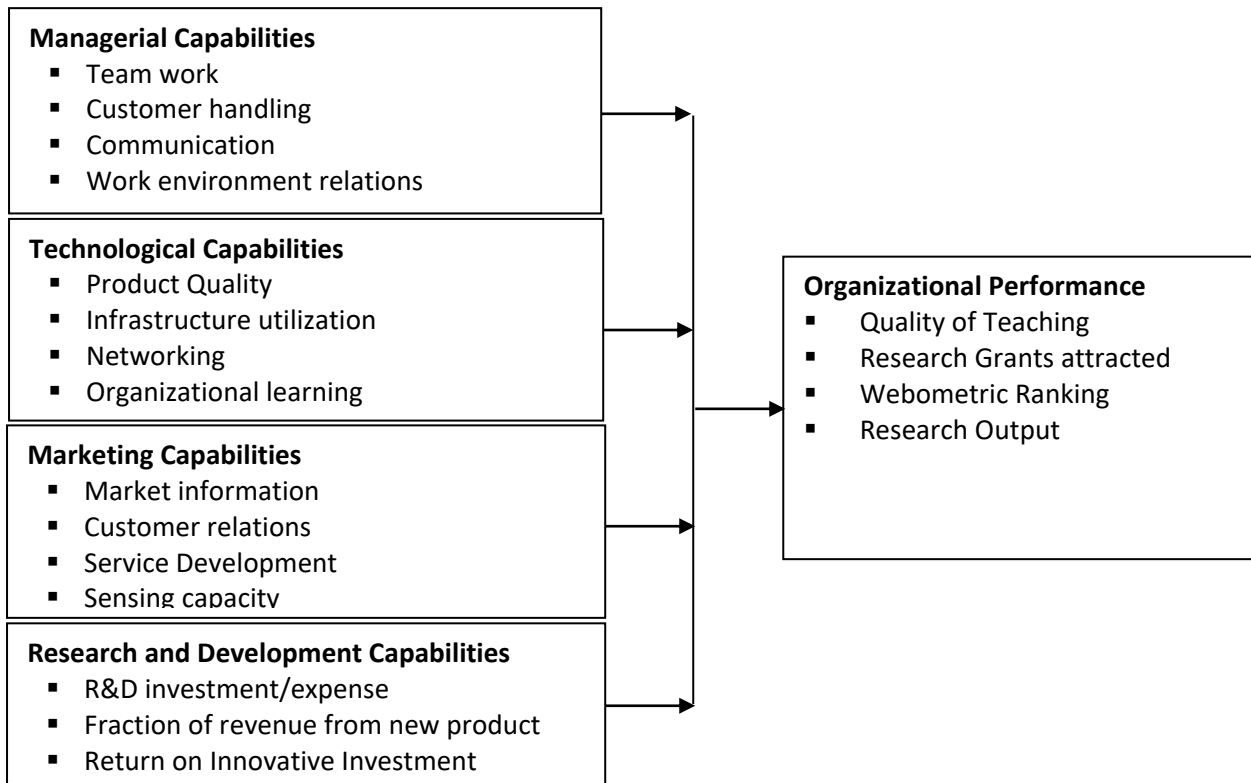 Managerial Capabilities
▪ Team work
▪ Customer handling
▪ Communication
▪ Work environment relations
Technological Capabilities
▪ Product Quality
▪ Infrastructure utilization
▪ Networking
▪ Organizational learning
Marketing Capabilities
▪ Market information
▪ Customer relations
▪ Service Development
▪ Sensing capacity
Research and Development Capabilities
▪ R&D investment/expense
▪ Fraction of revenue from new product
▪ Return on Innovative Investment
Organizational Performance
▪ Quality of Teaching
▪ Research Grants attracted
▪ Webometric Ranking
▪ Research Output